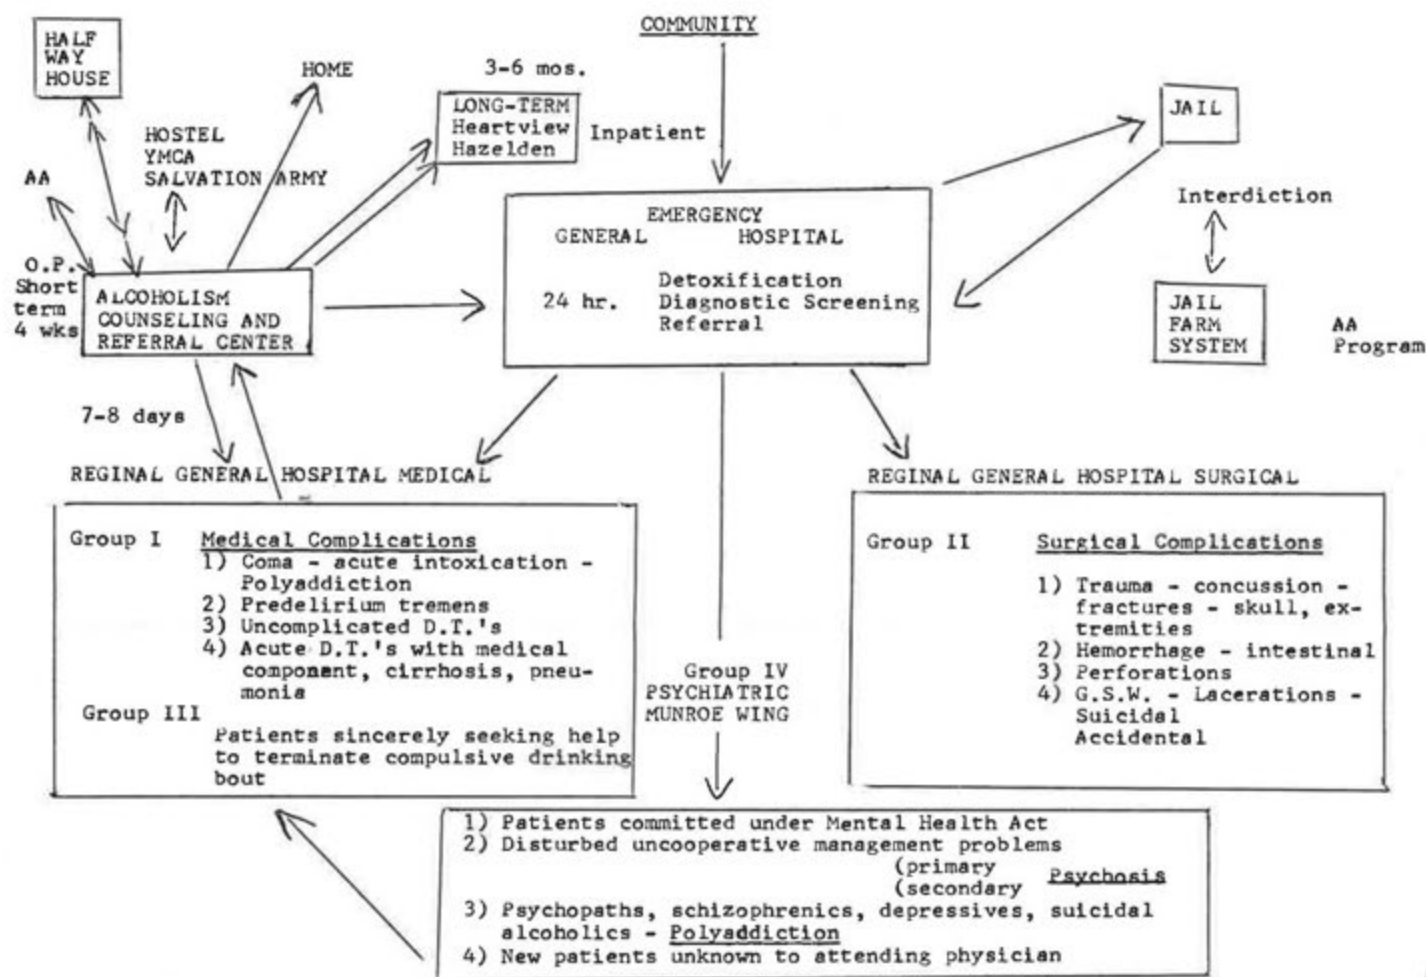 COMMUNITY
HALF
WAY
HOUSE
HOME
3-6 mos.
LONG-TERM
Heartview
Hazelden
Inpatient
JAIL
HOSTEL
YMCA
SALVATION ARMY
AA
Interdiction
EMERGENCY
GENERAL HOSPITAL
24 hr.
Detoxification
Diagnostic Screening
Referral
O.P.
Short
term
4 wks
ALCOHOLISM
COUNSELING AND
REFERRAL CENTER
JAIL
FARM
SYSTEM
AA
Program
7-8 days
REGINAL GENERAL HOSPITAL MEDICAL
Group I Medical Complications
1) Coma - acute intoxication -
Polyaddiction
2) Predelirium tremens
3) Uncomplicated D.T.'s
4) Acute D.T.'s with medical
component, cirrhosis, pneu-
monia
Group III
Patients sincerely seeking help
to terminate compulsive drinking
bout
Group IV
PSYCHIATRIC
MUNROE WING
REGINAL GENERAL HOSPITAL SURGICAL
Group II Surgical Complications
1) Trauma - concussion -
fractures - skull, ex-
tremities
2) Hemorrhage - intestinal
3) Perforations
4) G.S.W. - Lacerations -
Suicidal
Accidental
1) Patients committed under Mental Health Act
2) Disturbed uncooperative management problems
(primary
(secondary Psychosis
3) Psychopaths, schizophrenics, depressives, suicidal
alcoholics - Polyaddiction
4) New patients unknown to attending physician